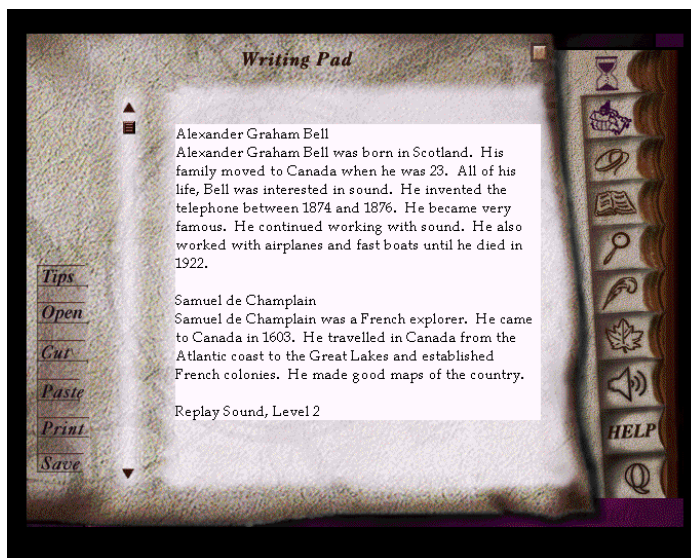 Writing Pad
Alexander Graham Bell
Alexander Graham Bell was born in Scotland.  His
family moved to Canada when he was 23.  All of his
life, Bell was interested in sound.  He invented the
telephone between 1874 and 1876.  He became very
famous.  He continued working with sound.  He also
worked with airplanes and fast boats until he died in
1922.
Samuel de Champlain
Samuel de Champlain was a French explorer.  He came
to Canada in 1603.  He travelled in Canada from the
Atlantic coast to the Great Lakes and established
French colonies.  He made good maps of the country.
Replay Sound, Level 2
Tips
Open
Cut
Paste
Print
Save
HELP
Q